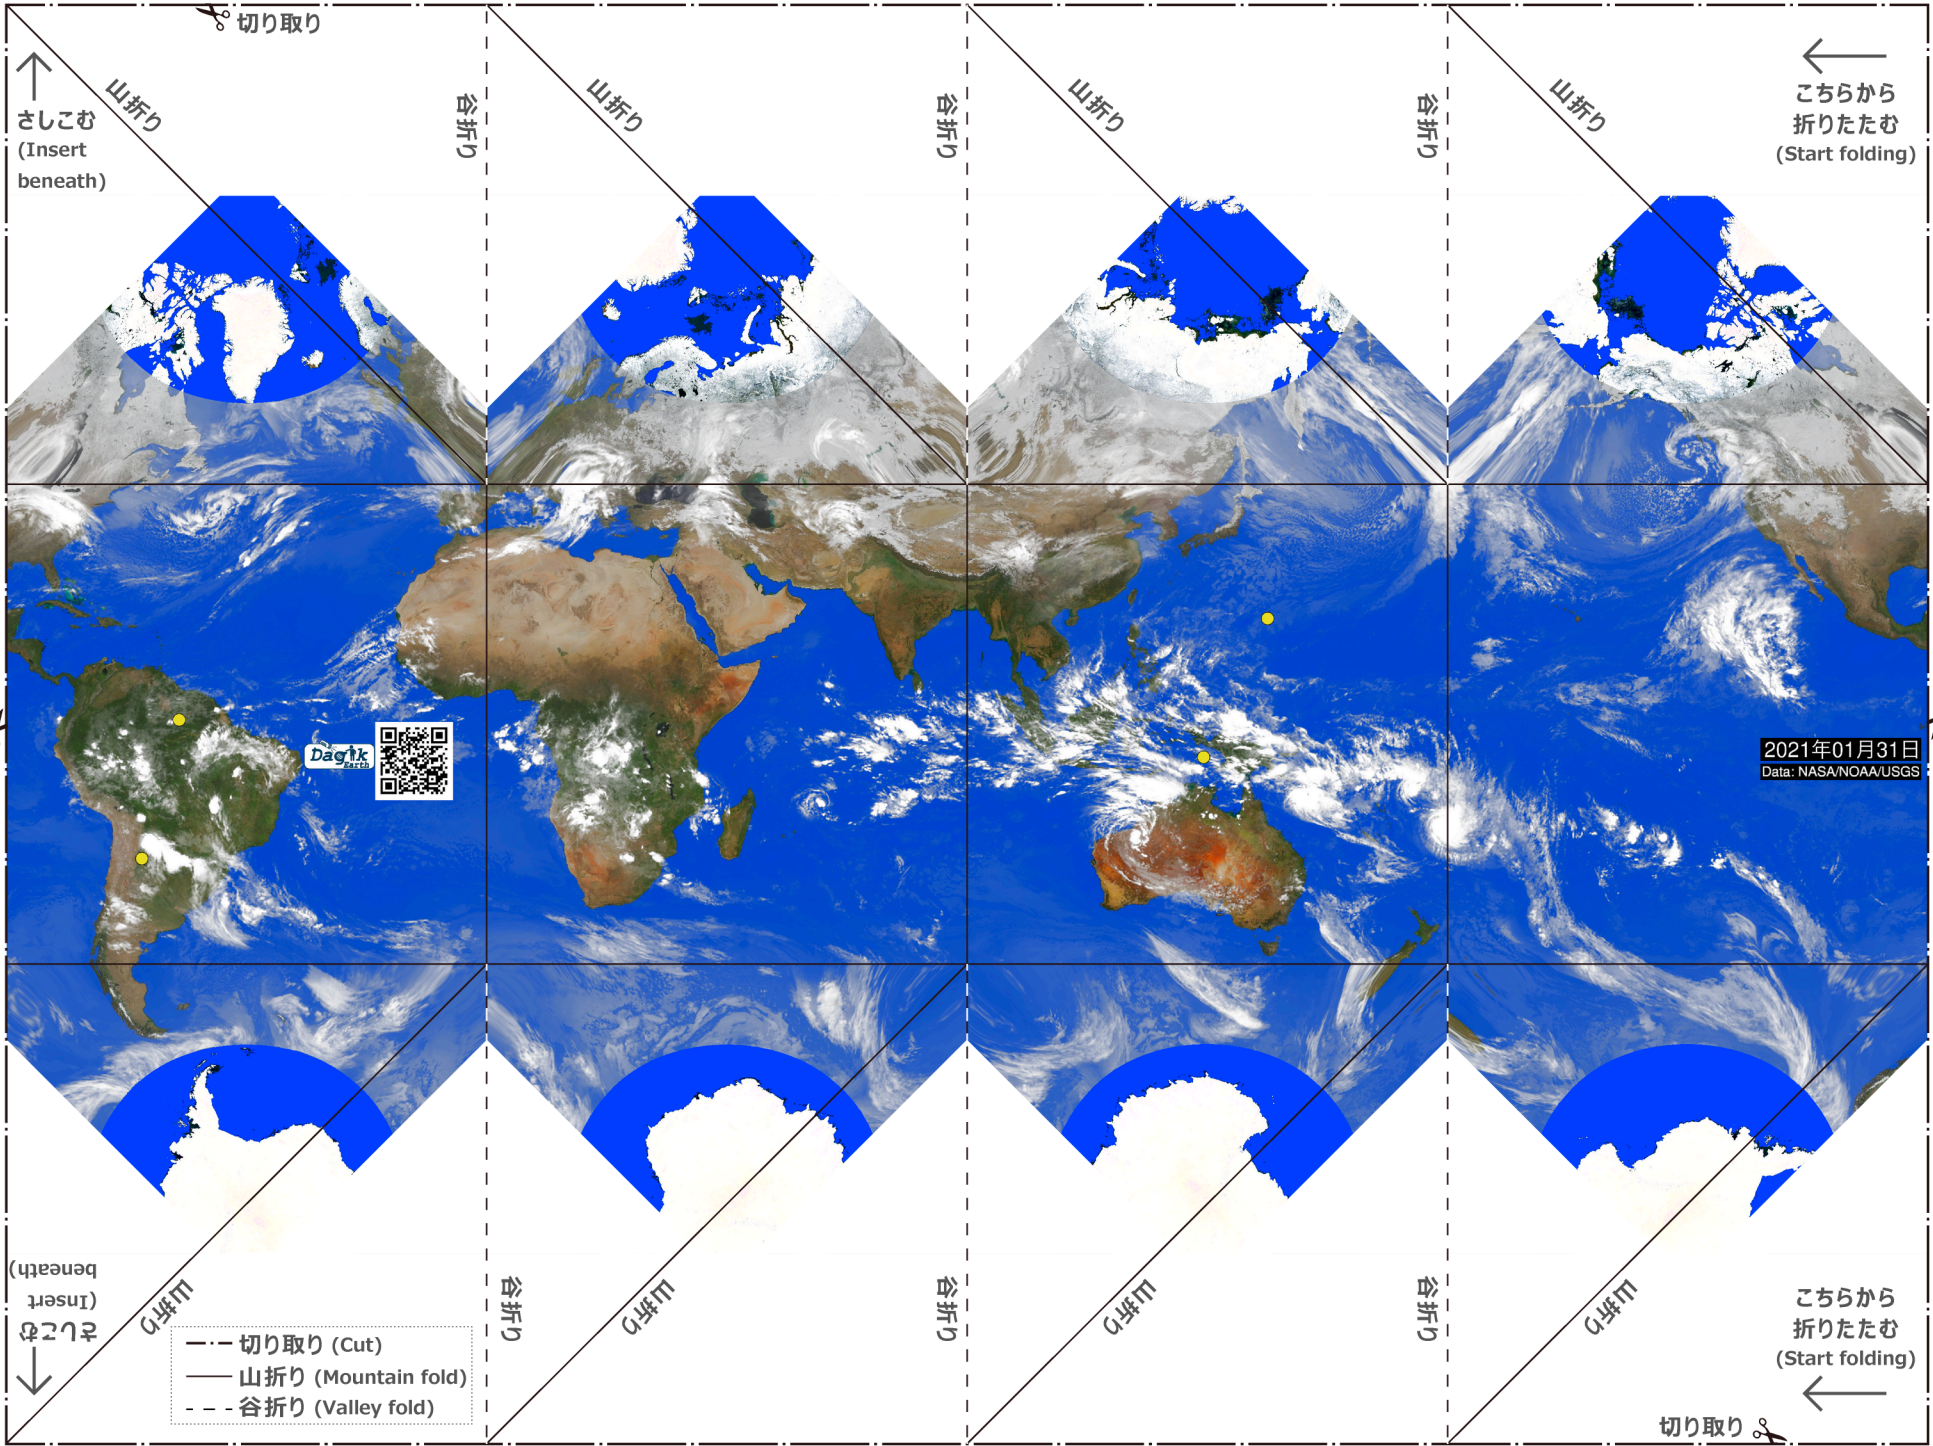 切り取り
さしこむ
(Insert
beneath)
山折り
谷折り
山折り
谷折り
山折り
谷折り
山折り
こちらから
折りたたむ
(Start folding)
Dagik
Earth
2021年01月31日
Data: NASA/NOAA/USGS
さしこむ
(Insert
beneath)
山折り
谷折り
山折り
谷折り
山折り
谷折り
山折り
切り取り (Cut)
山折り (Mountain fold)
谷折り (Valley fold)
こちらから
折りたたむ
(Start folding)
切り取り